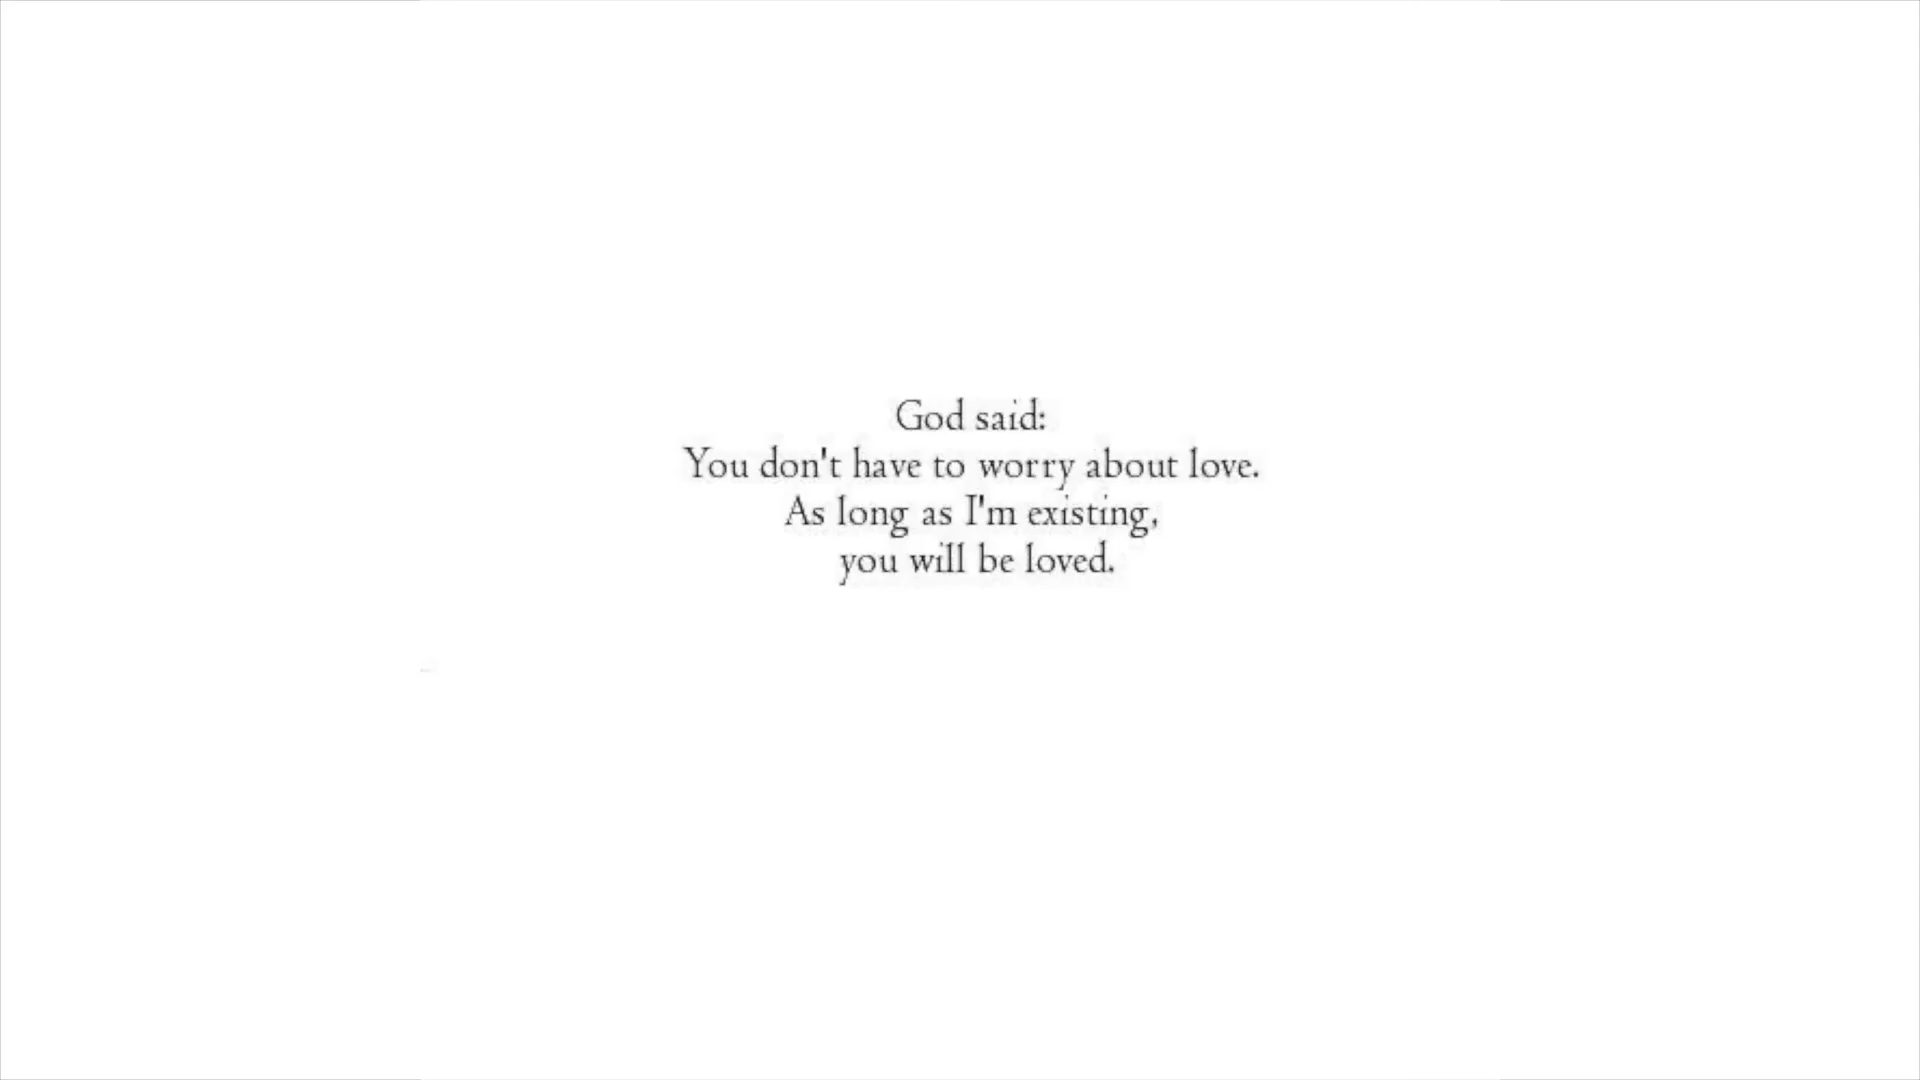 God said:
You don't have to worry about love.
As long as I'm existing,
you will be loved.